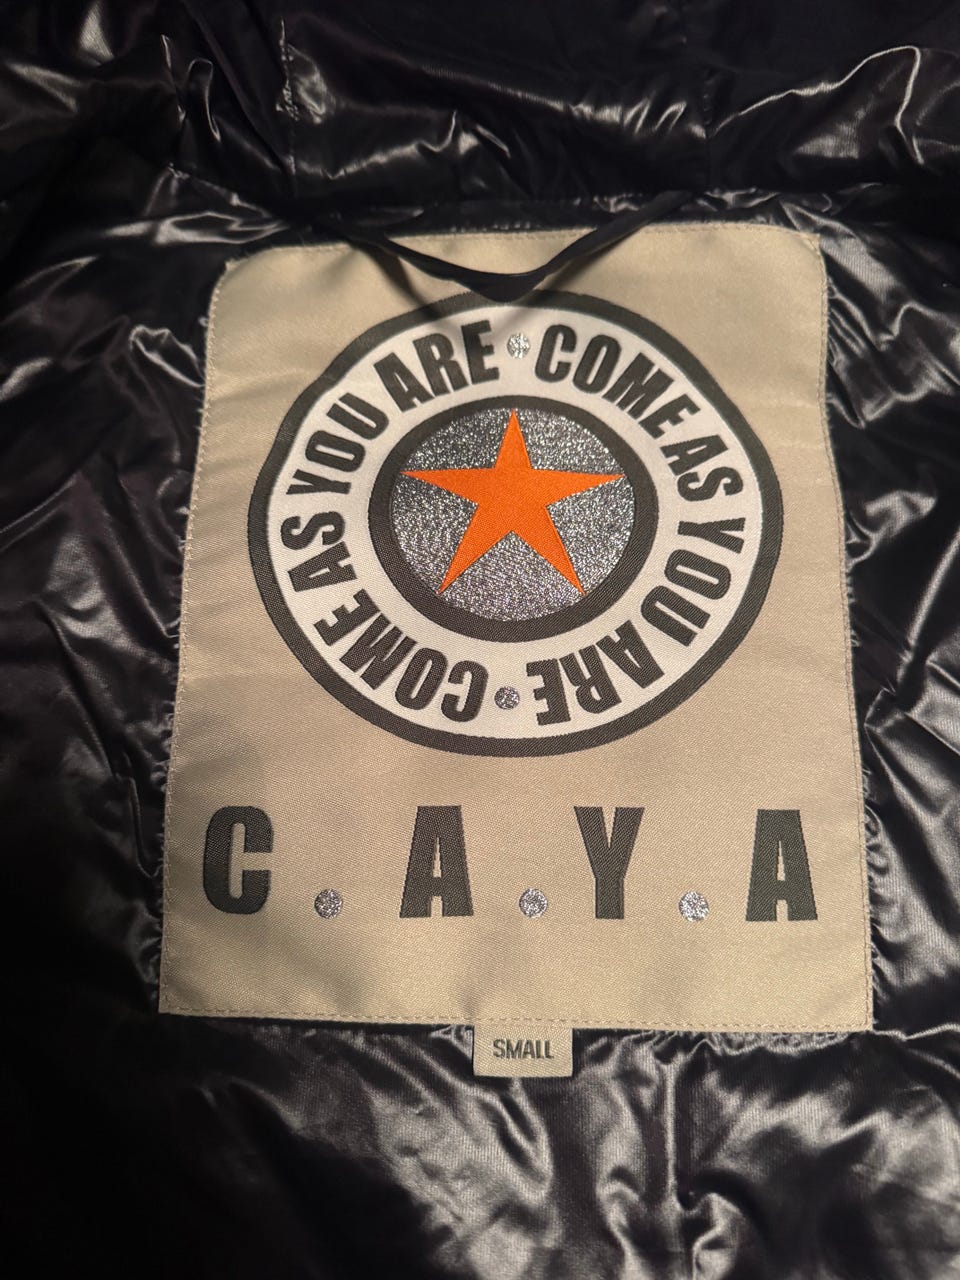 COME AS YOU ARE • COME AS YOU ARE •
C.A.Y.A
SMALL